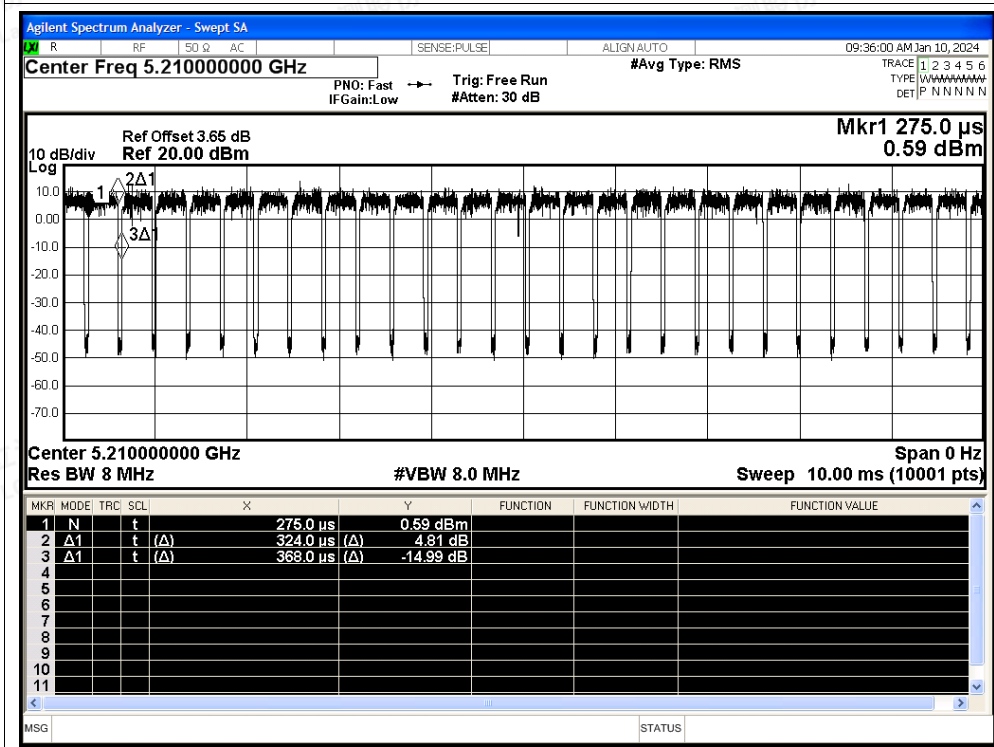 Agilent Spectrum Analyzer - Swept SA
LXI R RF 50 Ω AC SENSE:PULSE ALIGN AUTO 09:36:00 AM Jan 10, 2024
Center Freq 5.210000000 GHz
#Avg Type: RMS
TRACE 1 2 3 4 5 6
PNO: Fast Trig: Free Run
TYPE
IFGain:Low #Atten: 30 dB
DET P N N N N N
Mkr1 275.0 µs
0.59 dBm
Ref Offset 3.65 dB
10 dB/div Ref 20.00 dBm
Log
10.0
0.00
-10.0
-20.0
-30.0
-40.0
-50.0
-60.0
-70.0
1
2Δ1
3Δ1
Center 5.210000000 GHz Span 0 Hz
Res BW 8 MHz #VBW 8.0 MHz Sweep 10.00 ms (10001 pts)
MKR MODE TRC SCL X Y FUNCTION FUNCTION WIDTH FUNCTION VALUE
1 N t 275.0 µs 0.59 dBm
2 Δ1 t (Δ) 324.0 µs (Δ) 4.81 dB
3 Δ1 t (Δ) 368.0 µs (Δ) -14.99 dB
4
5
6
7
8
9
10
11
MSG STATUS